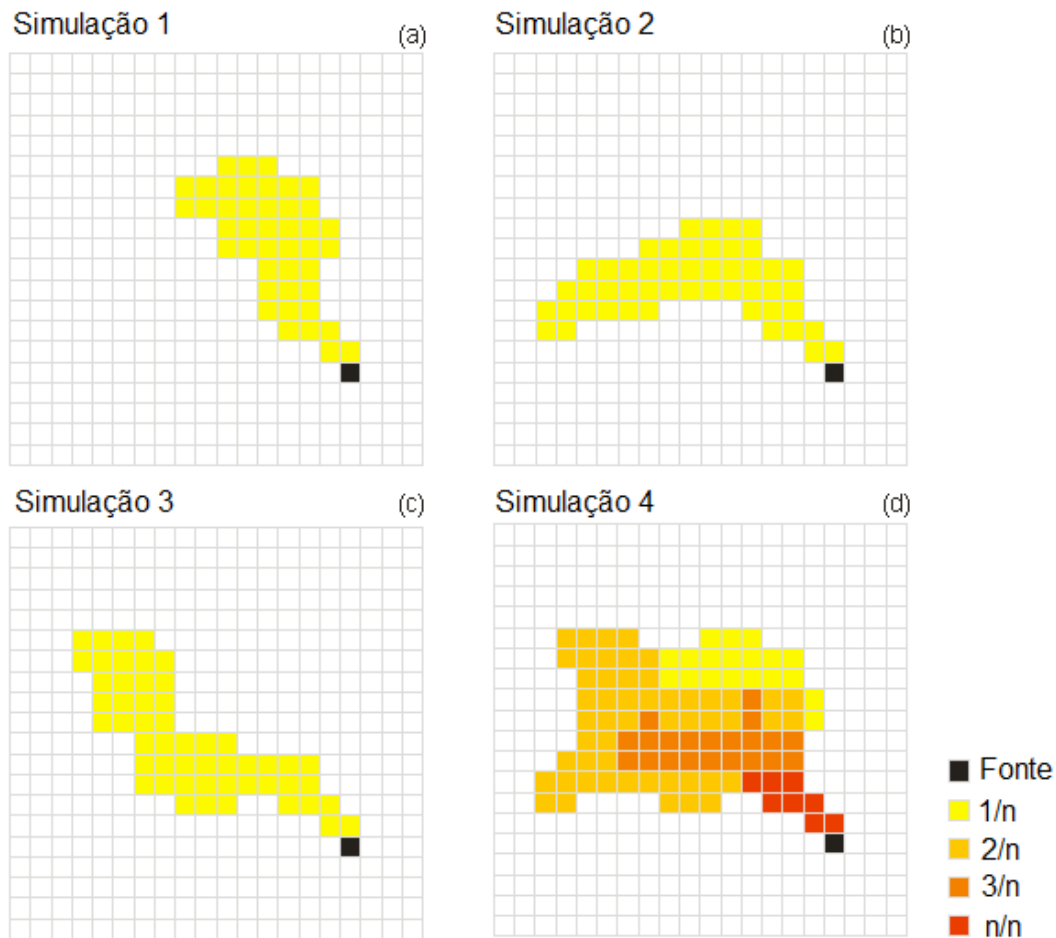 Simulação 1 (a)
Simulação 2 (b)
Simulação 3 (c)
Simulação 4 (d)
Fonte
1/n
2/n
3/n
n/n